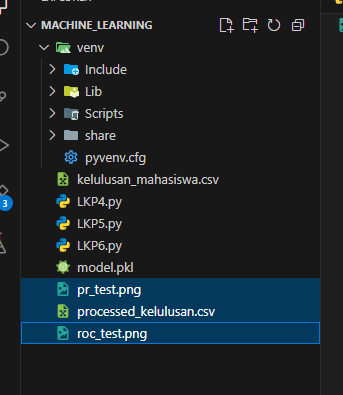 MACHINE_LEARNING
venv
Include
Lib
Scripts
share
pyvenv.cfg
kelulusan_mahasiswa.csv
LKP4.py
LKP5.py
LKP6.py
3
model.pkl
pr_test.png
processed_kelulusan.csv
roc_test.png